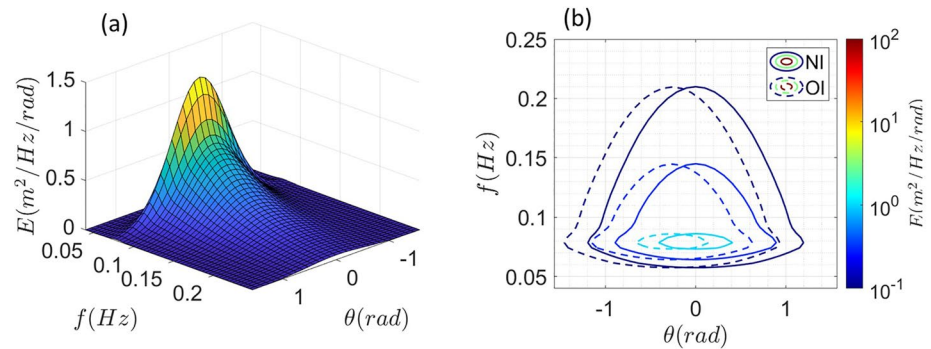 (a)
E(m²/Hz/rad)
1.5
1
0.5
0
0.05
0.1
0.15
0.2
f(Hz)
1
0
-1
θ(rad)
(b)
f(Hz)
0.25
0.2
0.15
0.1
0.05
-1
0
1
θ(rad)
NI
OI
10²
10¹
10⁰
10⁻¹
E(m²/Hz/rad)